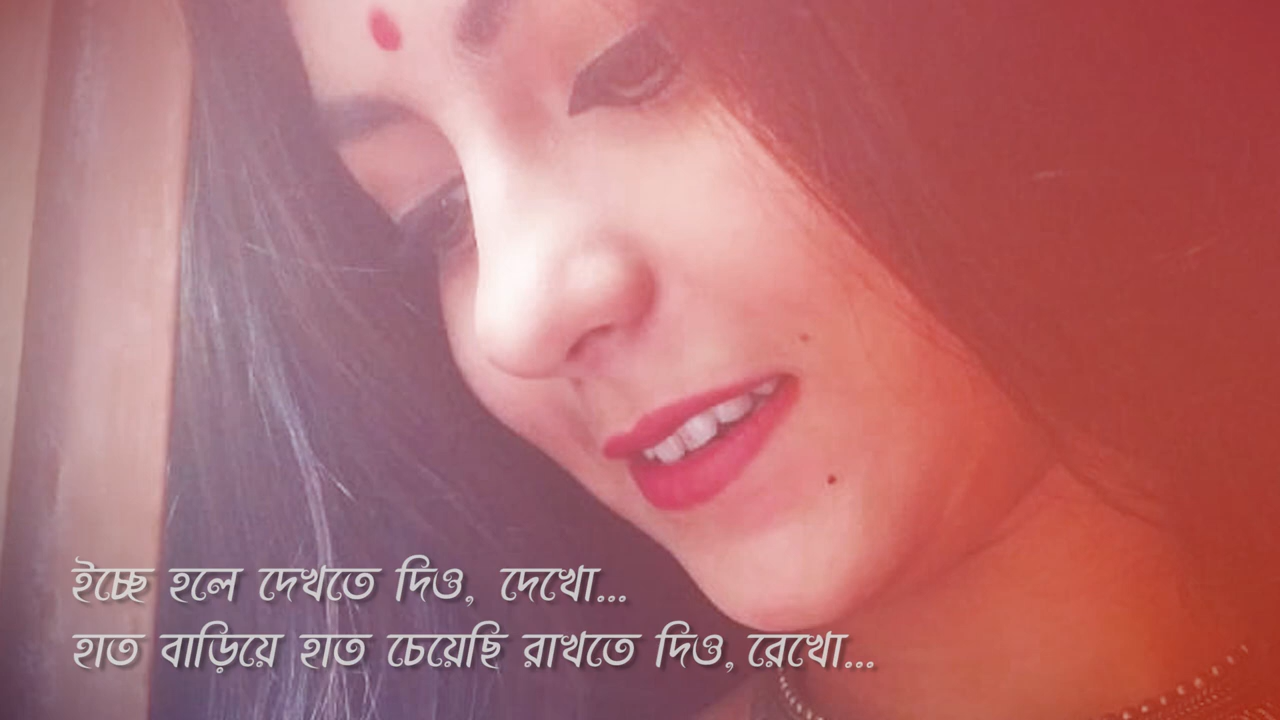 ইচ্ছে হলে দেখতে দিও, দেখো...
হাত বাড়িয়ে হাত চেয়েছি রাখতে দিও, রেখো...